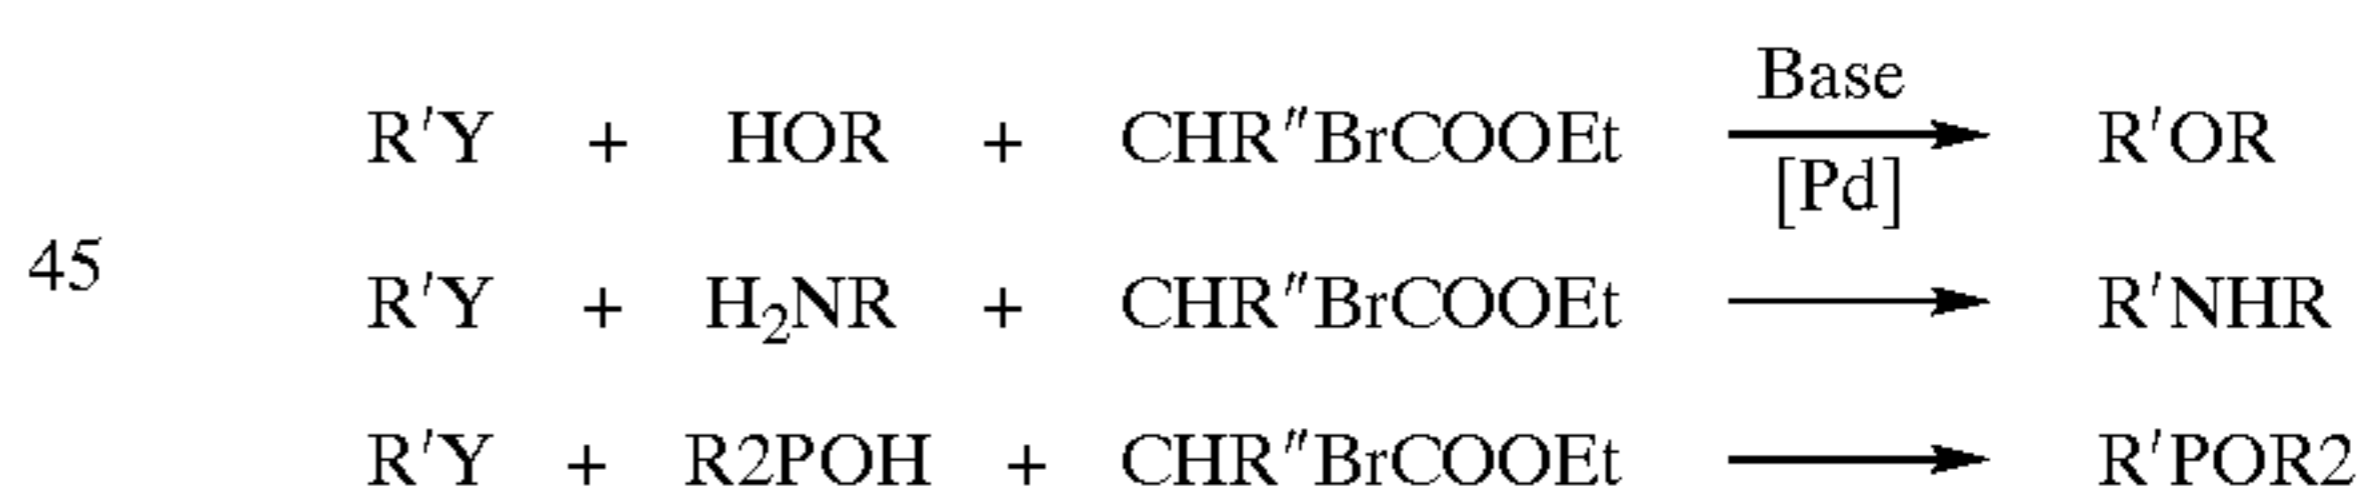 Base
R′Y + HOR + CHR″BrCOOEt → R′OR
[Pd]
45
R′Y + H₂NR + CHR″BrCOOEt → R′NHR
R′Y + R2POH + CHR″BrCOOEt → R′POR2